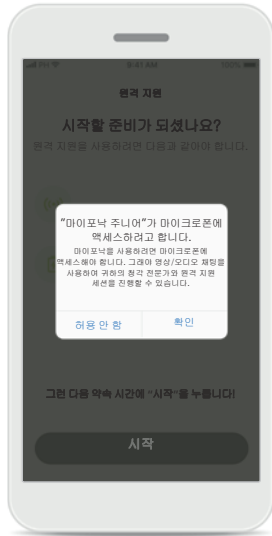 PH
9:41 AM
100%
원격 지원
시작할 준비가 되셨나요?
원격 지원을 사용하려면 다음과 같아야 합니다.
“마이포낙 주니어”가 마이크로폰에
액세스하려고 합니다.
마이포낙을 사용하려면 마이크로폰에
액세스해야 합니다. 그래야 영상/오디오 채팅을
사용하여 귀하의 청각 전문가와 원격 지원
세션을 진행할 수 있습니다.
허용 안 함
확인
그런 다음 약속 시간에 “시작”을 누릅니다!
시작